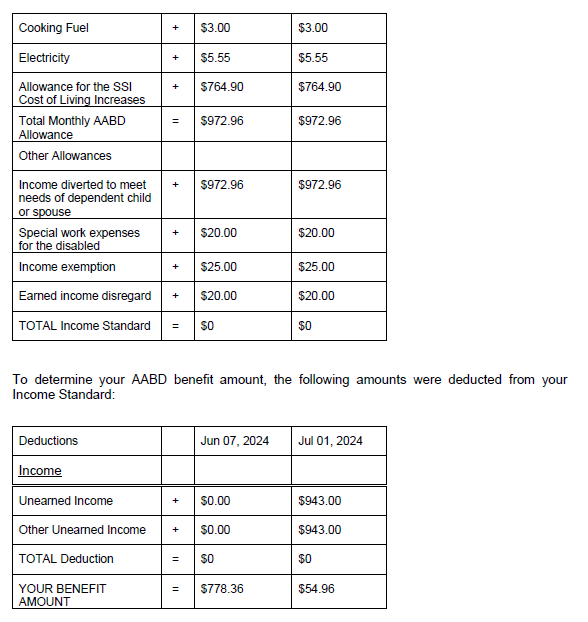 Cooking Fuel + $3.00 $3.00
Electricity + $5.55 $5.55
Allowance for the SSI + $764.90 $764.90
Cost of Living Increases
Total Monthly AABD = $972.96 $972.96
Allowance
Other Allowances
Income diverted to meet + $972.96 $972.96
needs of dependent child
or spouse
Special work expenses + $20.00 $20.00
for the disabled
Income exemption + $25.00 $25.00
Earned income disregard + $20.00 $20.00
TOTAL Income Standard = $0 $0
To determine your AABD benefit amount, the following amounts were deducted from your
Income Standard:
Deductions Jun 07, 2024 Jul 01, 2024
Income
Unearned Income + $0.00 $943.00
Other Unearned Income + $0.00 $943.00
TOTAL Deduction = $0 $0
YOUR BENEFIT = $778.36 $54.96
AMOUNT